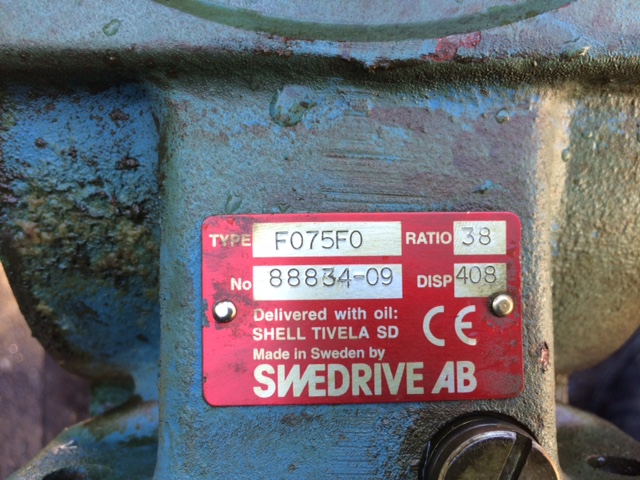 TYPE F075F0 RATIO 38
No 88834-09 DISP 408
Delivered with oil:
SHELL TIVELA SD
CE
Made in Sweden by
SWEDRIVE AB